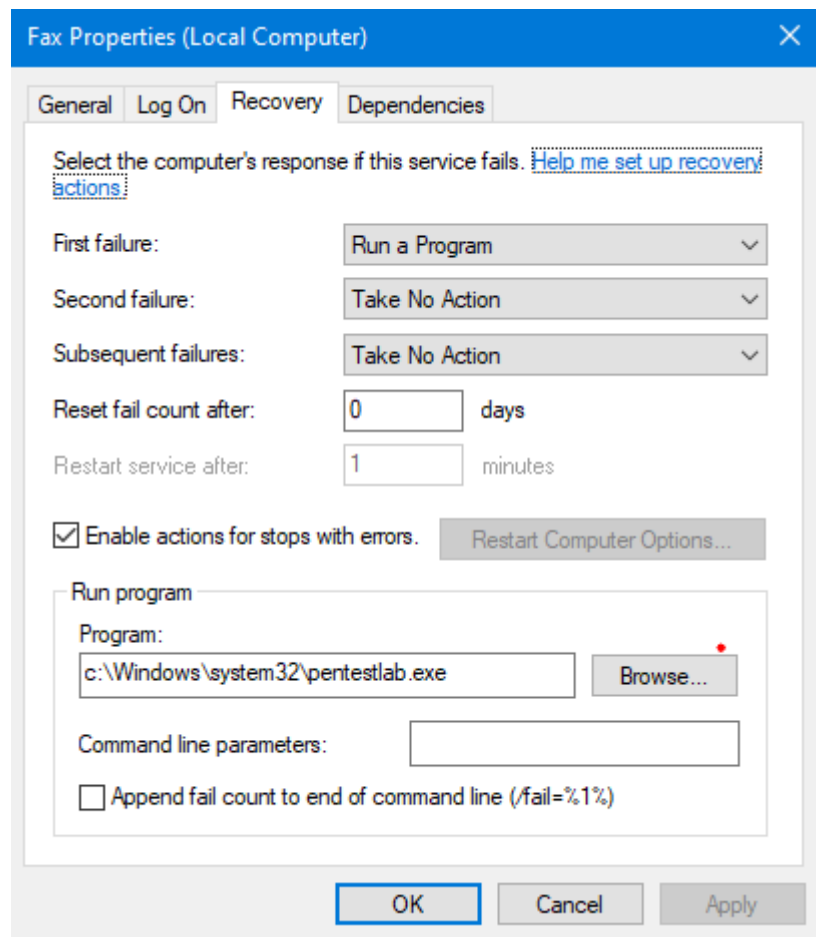 Fax Properties (Local Computer)
General Log On Recovery Dependencies
Select the computer's response if this service fails. Help me set up recovery
actions.
First failure: Run a Program
Second failure: Take No Action
Subsequent failures: Take No Action
Reset fail count after: 0 days
Restart service after: 1 minutes
Enable actions for stops with errors. Restart Computer Options...
Run program
Program:
c:\Windows\system32\pentestlab.exe Browse...
Command line parameters:
Append fail count to end of command line (/fail=%1%)
OK Cancel Apply